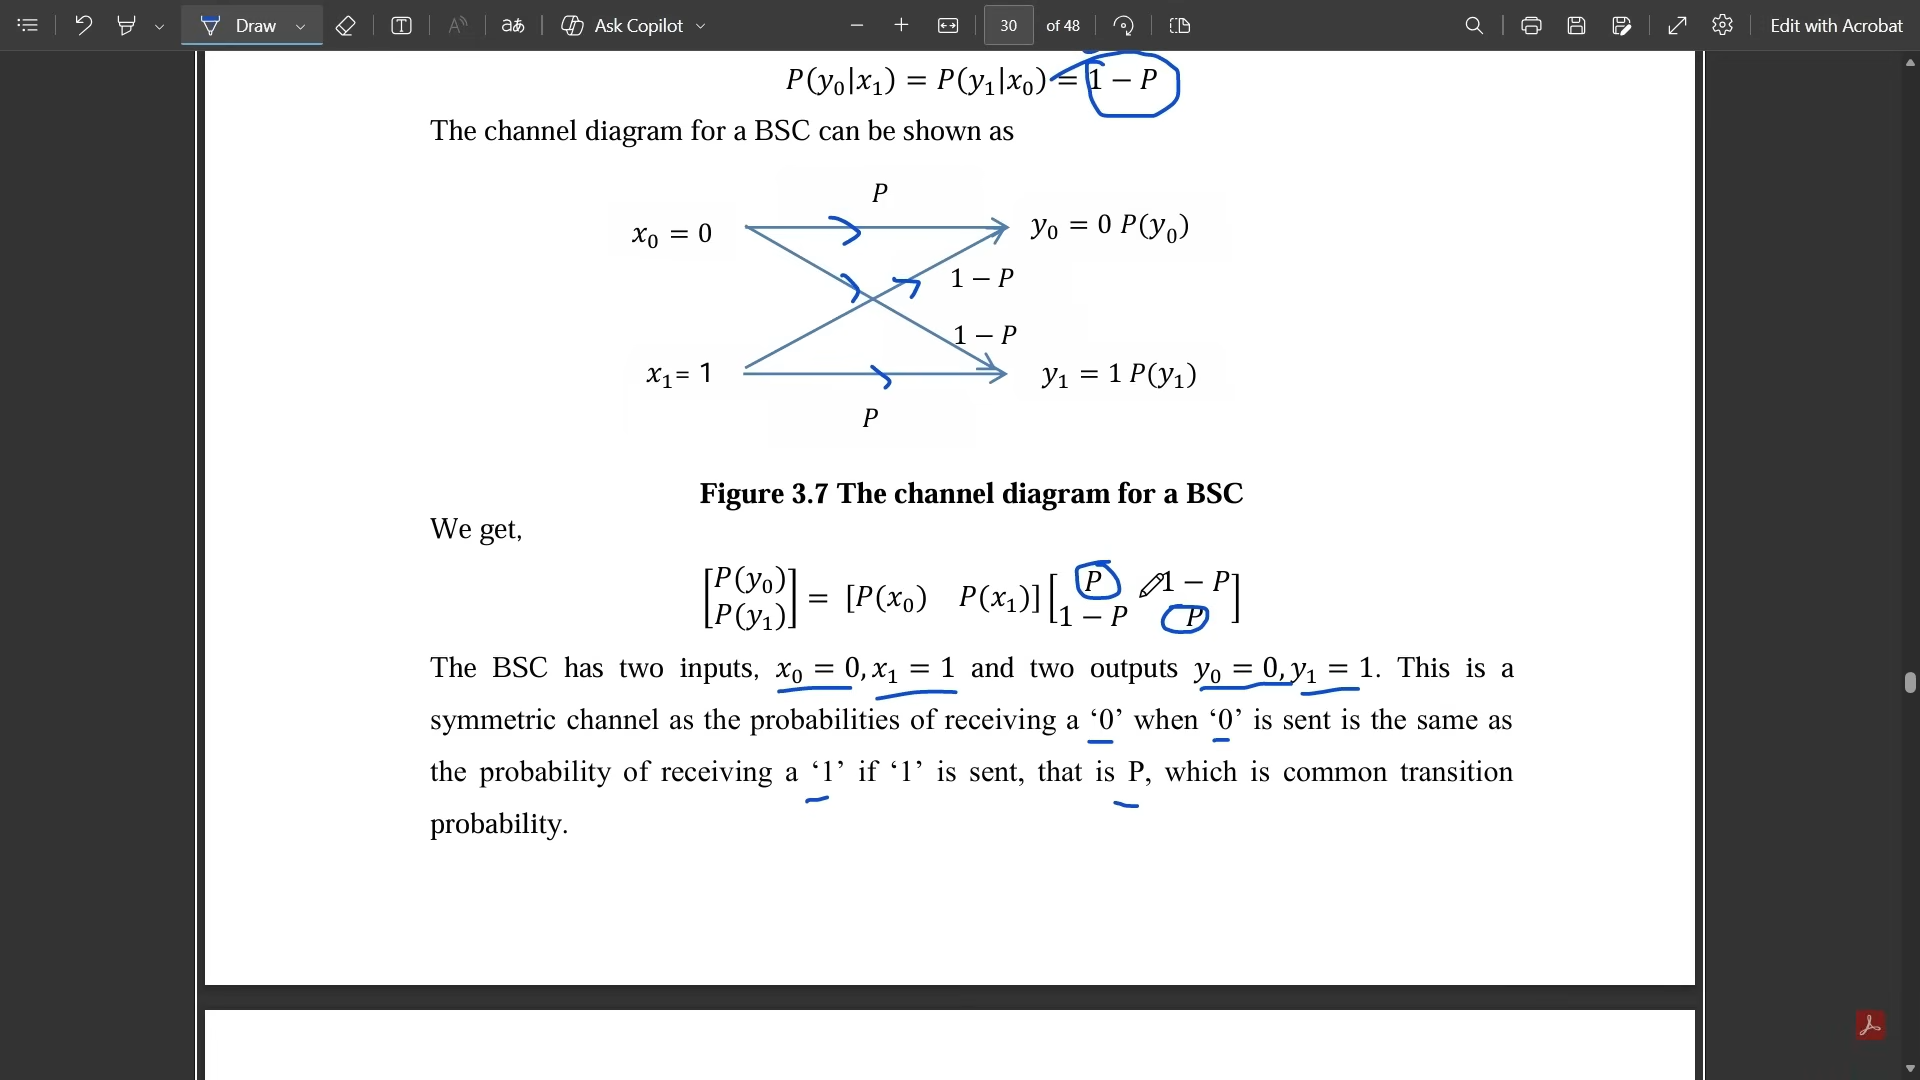 Draw
aあ
Ask Copilot
30 of 48
Edit with Acrobat
P(y₀|x₁) = P(y₁|x₀) = 1 − P
The channel diagram for a BSC can be shown as
P
x₀ = 0
y₀ = 0 P(y₀)
1 − P
1 − P
x₁= 1
y₁ = 1 P(y₁)
P
Figure 3.7 The channel diagram for a BSC
We get,
[P(y₀)] = [P(x₀) P(x₁)] [P 1 − P]
[P(y₁)] [1 − P P]
The BSC has two inputs, x₀ = 0, x₁ = 1 and two outputs y₀ = 0, y₁ = 1. This is a
symmetric channel as the probabilities of receiving a ‘0’ when ‘0’ is sent is the same as
the probability of receiving a ‘1’ if ‘1’ is sent, that is P, which is common transition
probability.